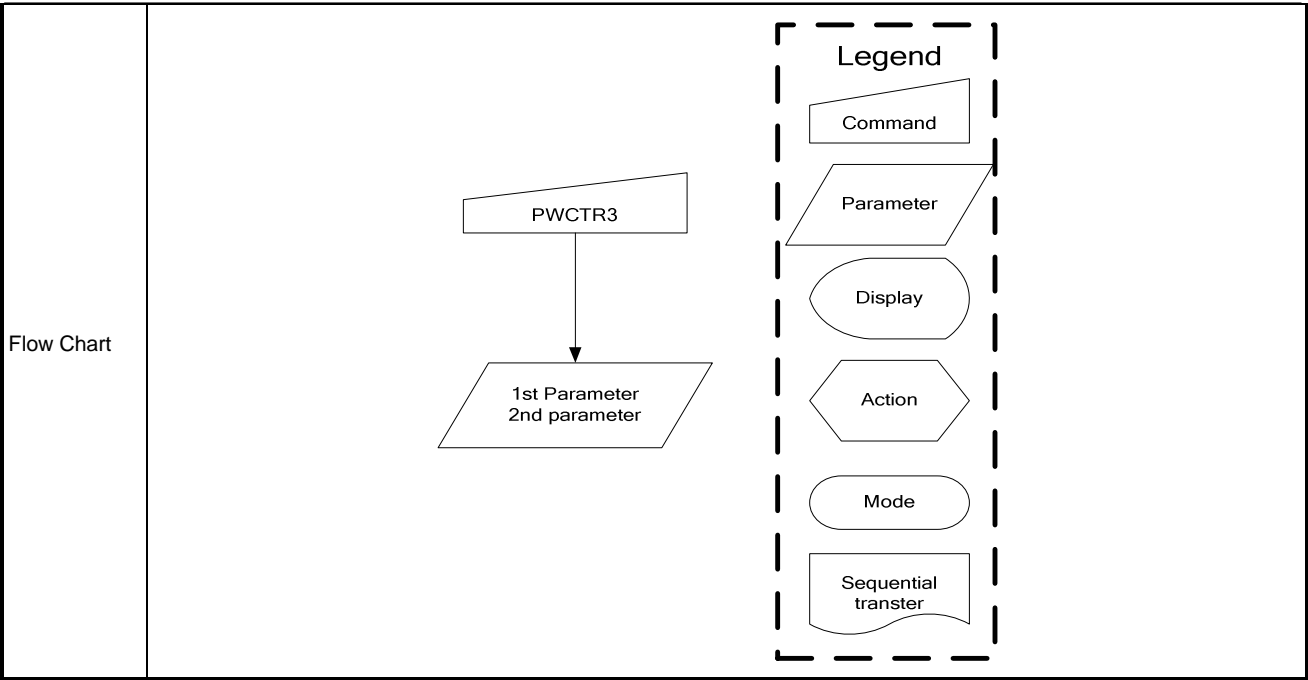 Flow Chart
PWCTR3
1st Parameter
2nd parameter
Legend
Command
Parameter
Display
Action
Mode
Sequential
transter